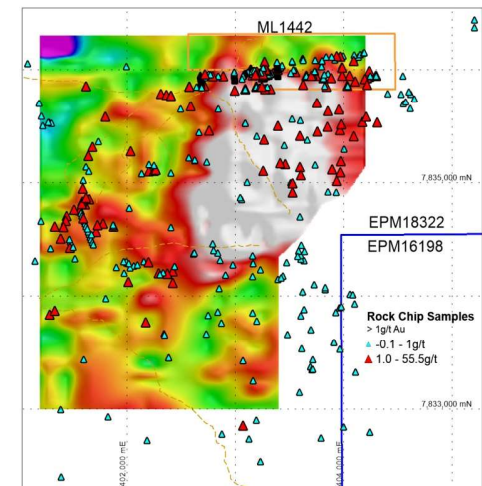 ML1442
7,835,000 mN
EPM18322
EPM16198
Rock Chip Samples
> 1g/t Au
-0.1 - 1g/t
1.0 - 55.5g/t
7,833,000 mN
402,000 mE
404,000 mE